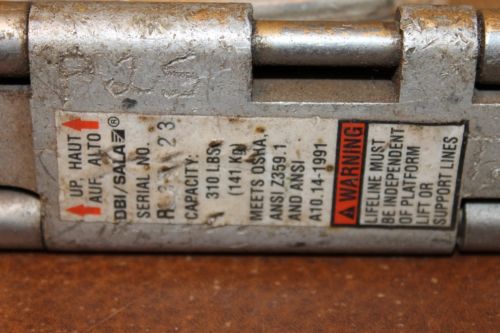 UP, HAUT
AUF, ALTO
DBI/SALA®
SERIAL NO.
CAPACITY:
310 LBS.
(141 Kg)
MEETS OSHA,
ANSI Z359.1,
AND ANSI
A10.14-1991
WARNING
LIFELINE MUST
BE INDEPENDENT
OF PLATFORM
LIFT OR
SUPPORT LINES